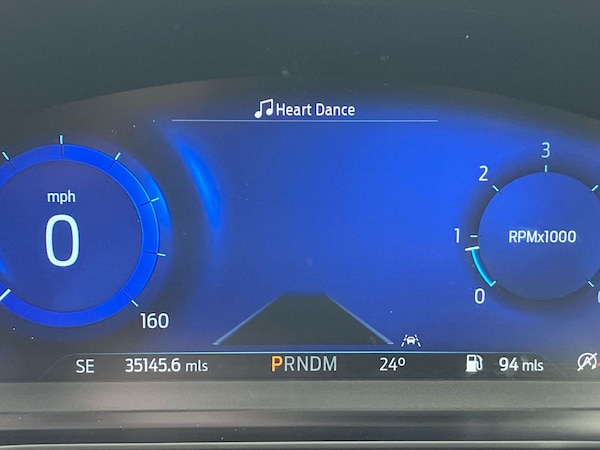 Heart Dance
mph
0
160
3
2
1
RPMx1000
0
SE 35145.6 mls PRNDM 24° 94 mls